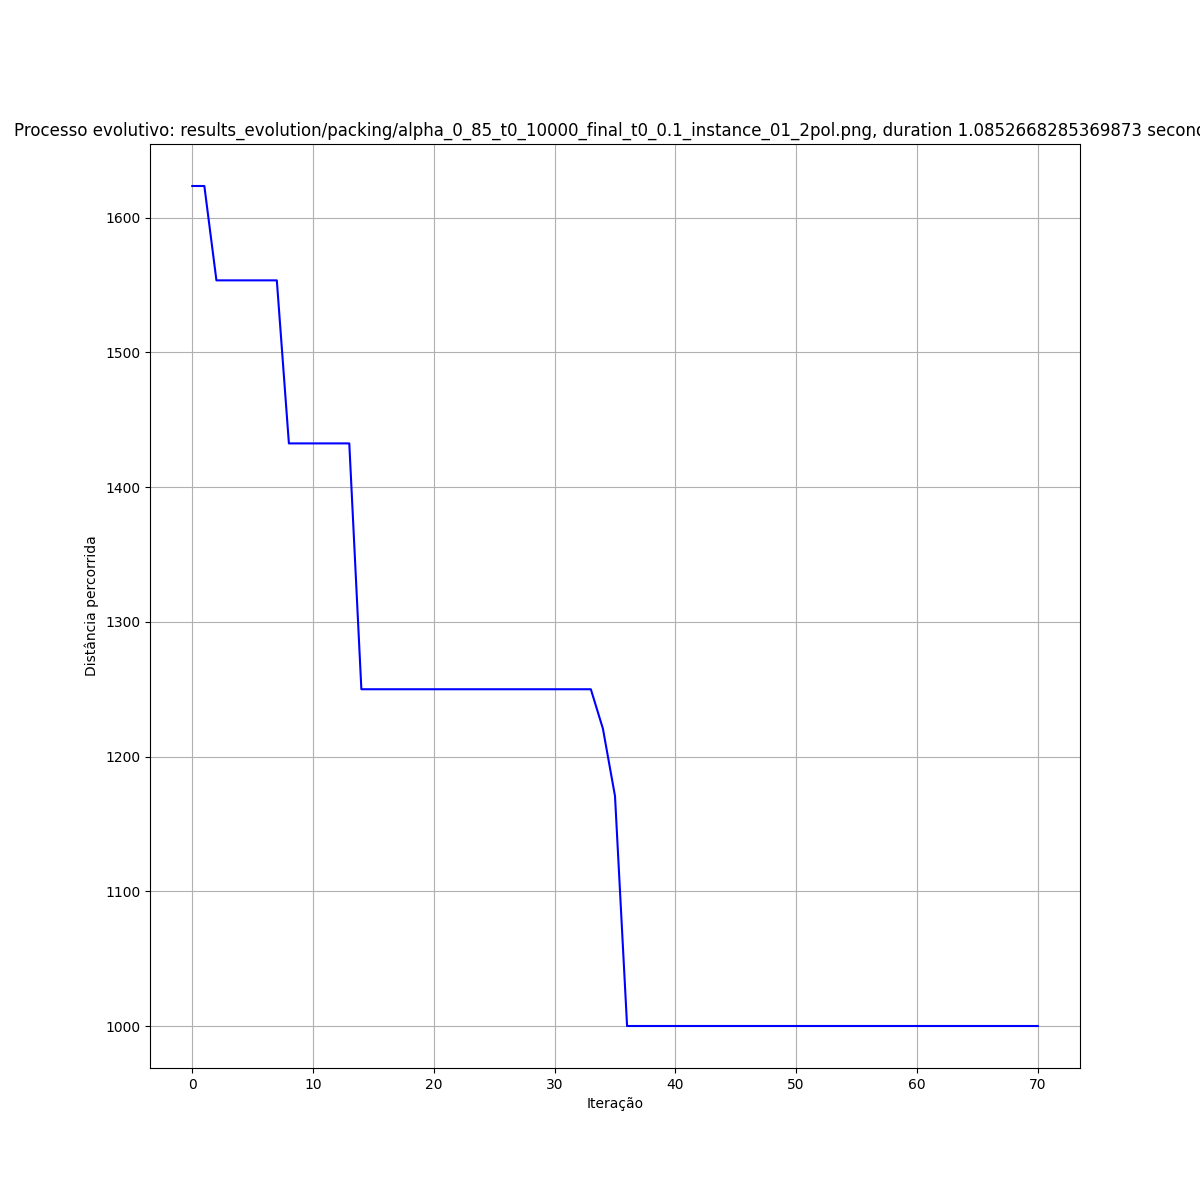 Processo evolutivo: results_evolution/packing/alpha_0_85_t0_10000_final_t0_0.1_instance_01_2pol.png, duration 1.0852668285369873 secon
1600
1500
1400
1300
1200
1100
1000
Distância percorrida
0 10 20 30 40 50 60 70
Iteração